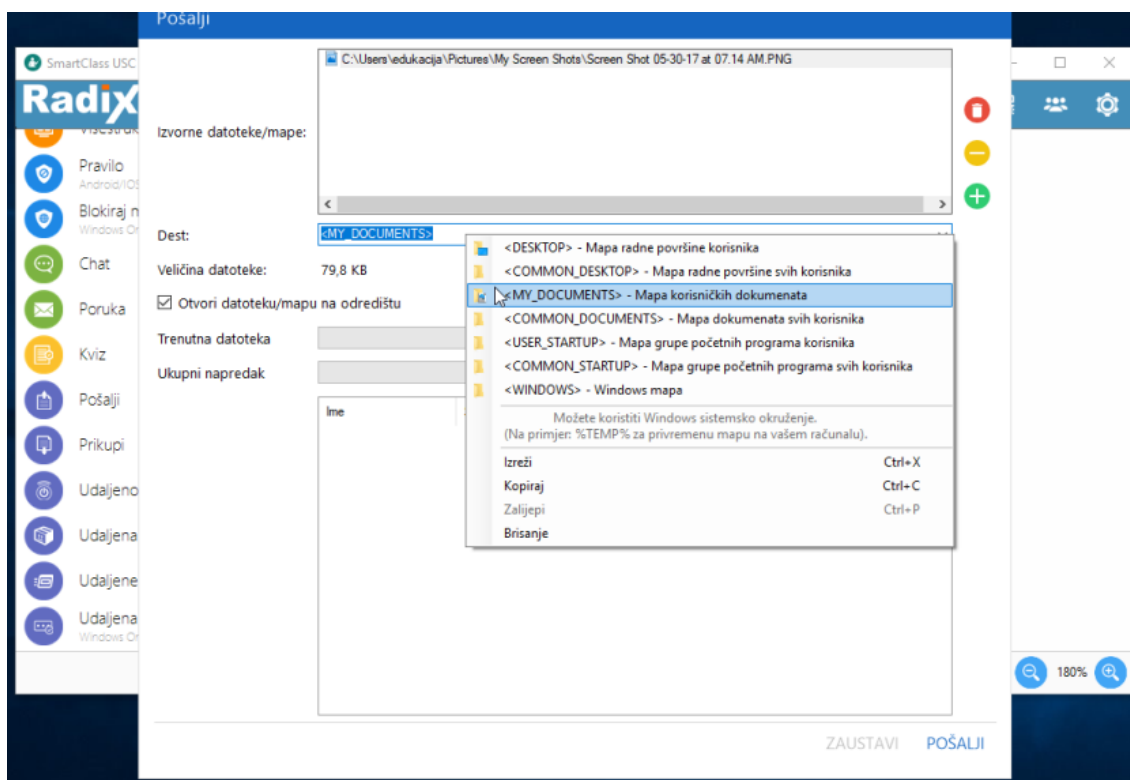 Pošalji
SmartClass USC
Radix
Pravilo
Android/IOS
Blokiraj n
Windows On
Chat
Poruka
Kviz
Pošalji
Prikupi
Udaljeno
Udaljena
Udaljene
Udaljena
Windows On
C:\Users\edukacija\Pictures\My Screen Shots\Screen Shot 05-30-17 at 07.14 AM.PNG
Izvorne datoteke/mape:
Dest:
<MY_DOCUMENTS>
Veličina datoteke:
79,8 KB
Otvori datoteku/mapu na odredištu
Trenutna datoteka
Ukupni napredak
Ime
<DESKTOP> - Mapa radne površine korisnika
<COMMON_DESKTOP> - Mapa radne površine svih korisnika
<MY_DOCUMENTS> - Mapa korisničkih dokumenata
<COMMON_DOCUMENTS> - Mapa dokumenata svih korisnika
<USER_STARTUP> - Mapa grupe početnih programa korisnika
<COMMON_STARTUP> - Mapa grupe početnih programa svih korisnika
<WINDOWS> - Windows mapa
Možete koristiti Windows sistemsko okruženje.
(Na primjer: %TEMP% za privremenu mapu na vašem računalu).
Izreži Ctrl+X
Kopiraj Ctrl+C
Zalijepi Ctrl+P
Brisanje
180%
ZAUSTAVI POŠALJI